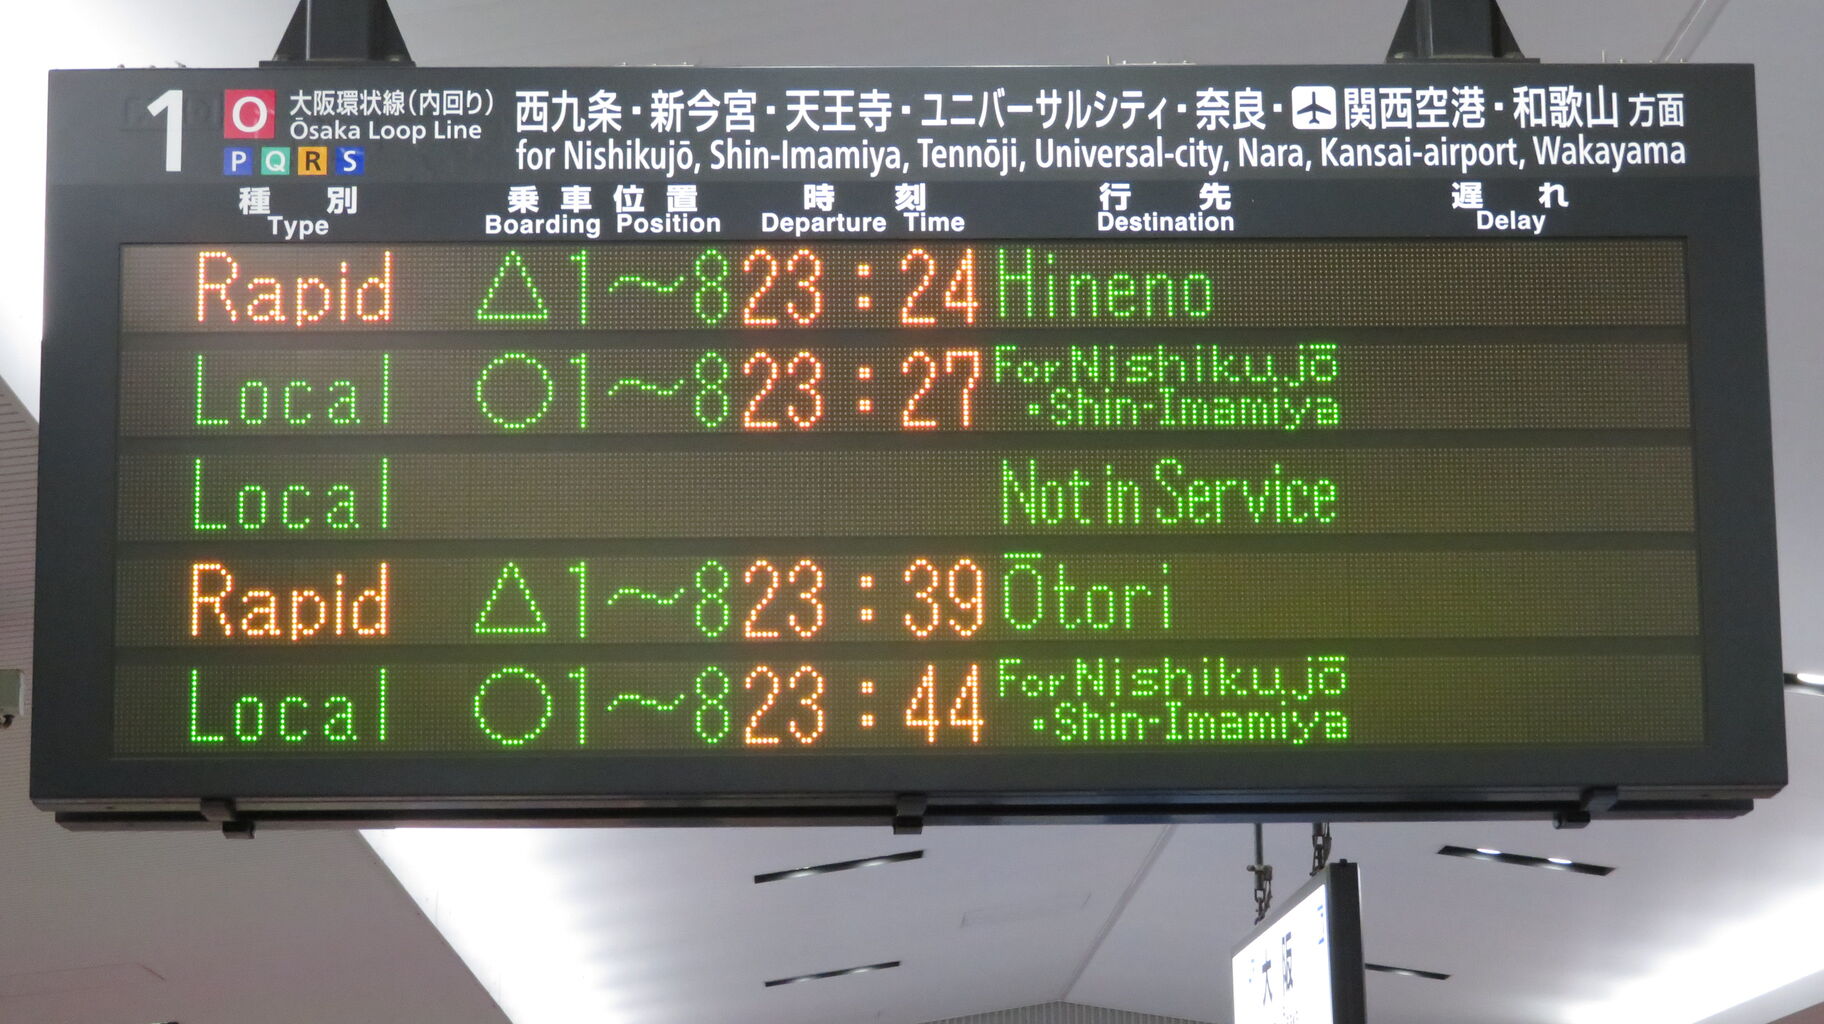 1 O 大阪環状線(内回り) 西九条・新今宮・天王寺・ユニバーサルシティ・奈良・関西空港・和歌山 方面
Ōsaka Loop Line for Nishikujō, Shin-Imamiya, Tennōji, Universal-city, Nara, Kansai-airport, Wakayama
P Q R S
種別 乗車位置 時刻 行先 遅れ
Type Boarding Position Departure Time Destination Delay
Rapid △1～8 23:24 Hineno
Local ○1～8 23:27 For Nishikujō
・Shin-Imamiya
Local Not in Service
Rapid △1～8 23:39 Ōtori
Local ○1～8 23:44 For Nishikujō
・Shin-Imamiya
大阪